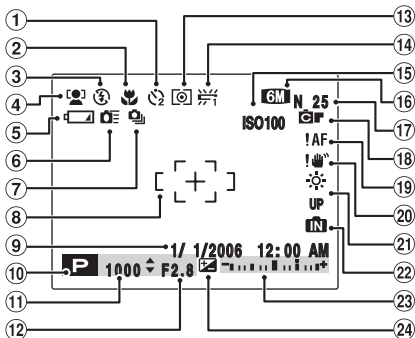 ① ② ③ ④ ⑤ ⑥ ⑦ ⑧ ⑨ ⑩ ⑪ ⑫
⑬ ⑭ ⑮ ⑯ ⑰ ⑱ ⑲ ⑳ ㉑ ㉒ ㉓ ㉔
6M N 25
ISO100
F
!AF
!
UP
IN
1/ 1/2006 12:00 AM
P 1000 F2.8 - +